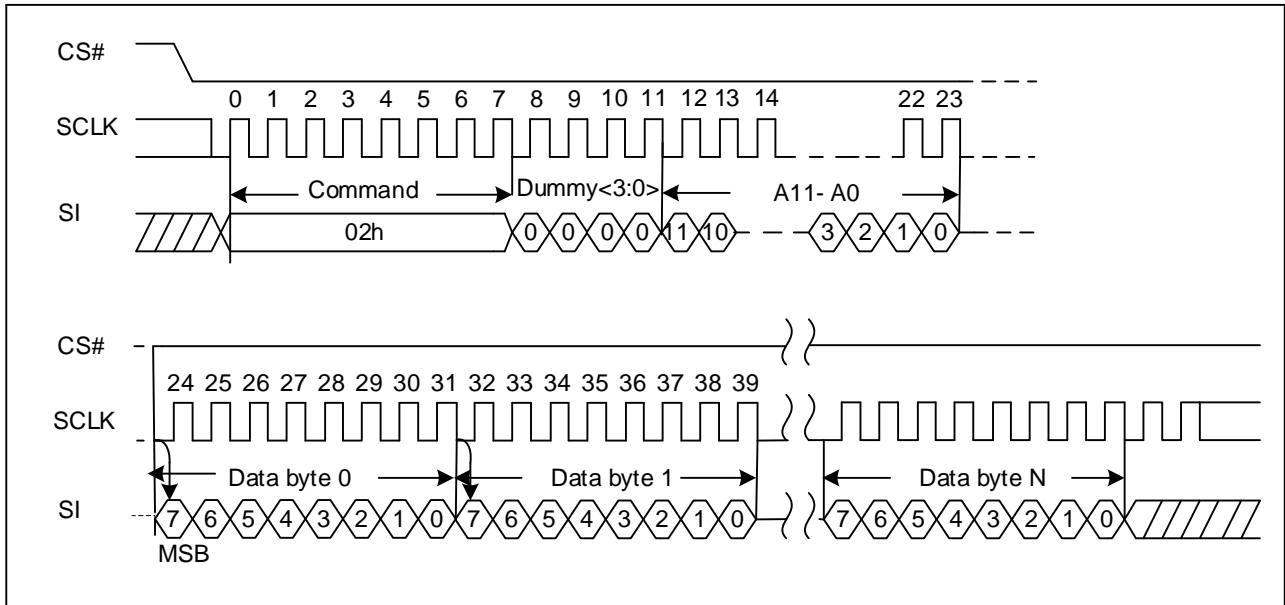 CS#
0 1 2 3 4 5 6 7 8 9 10 11 12 13 14 22 23
SCLK
Command Dummy<3:0> A11- A0
SI
02h 0 0 0 0 11 10 3 2 1 0
CS#
24 25 26 27 28 29 30 31 32 33 34 35 36 37 38 39
SCLK
Data byte 0 Data byte 1 Data byte N
SI
7 6 5 4 3 2 1 0 7 6 5 4 3 2 1 0 7 6 5 4 3 2 1 0
MSB